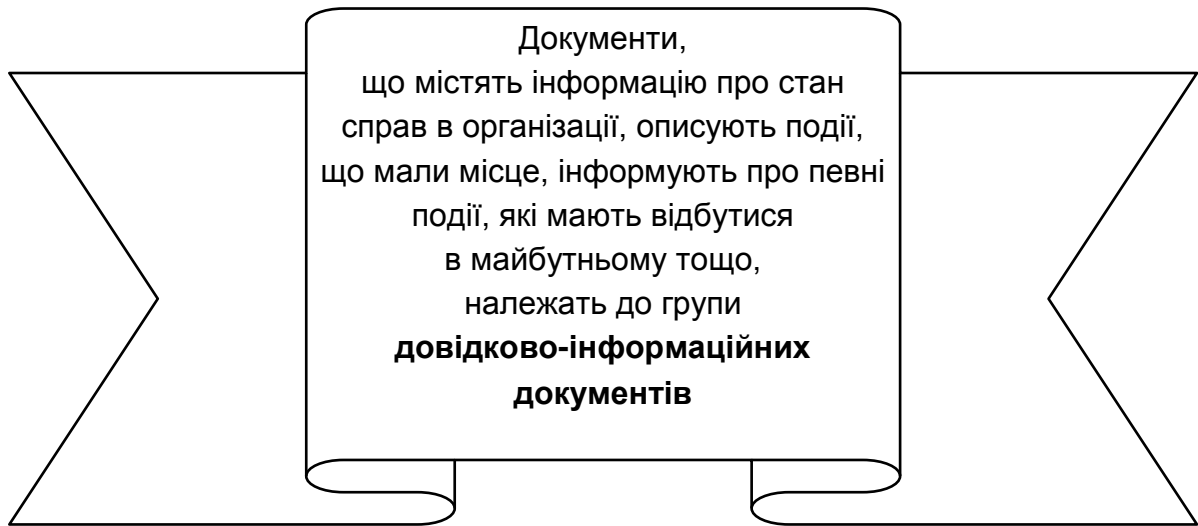 Документи,
що містять інформацію про стан
справ в організації, описують події,
що мали місце, інформують про певні
події, які мають відбутися
в майбутньому тощо,
належать до групи
довідково-інформаційних
документів